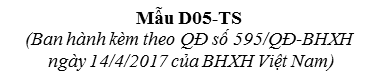 Mẫu D05-TS
(Ban hành kèm theo QĐ số 595/QĐ-BHXH
ngày 14/4/2017 của BHXH Việt Nam)